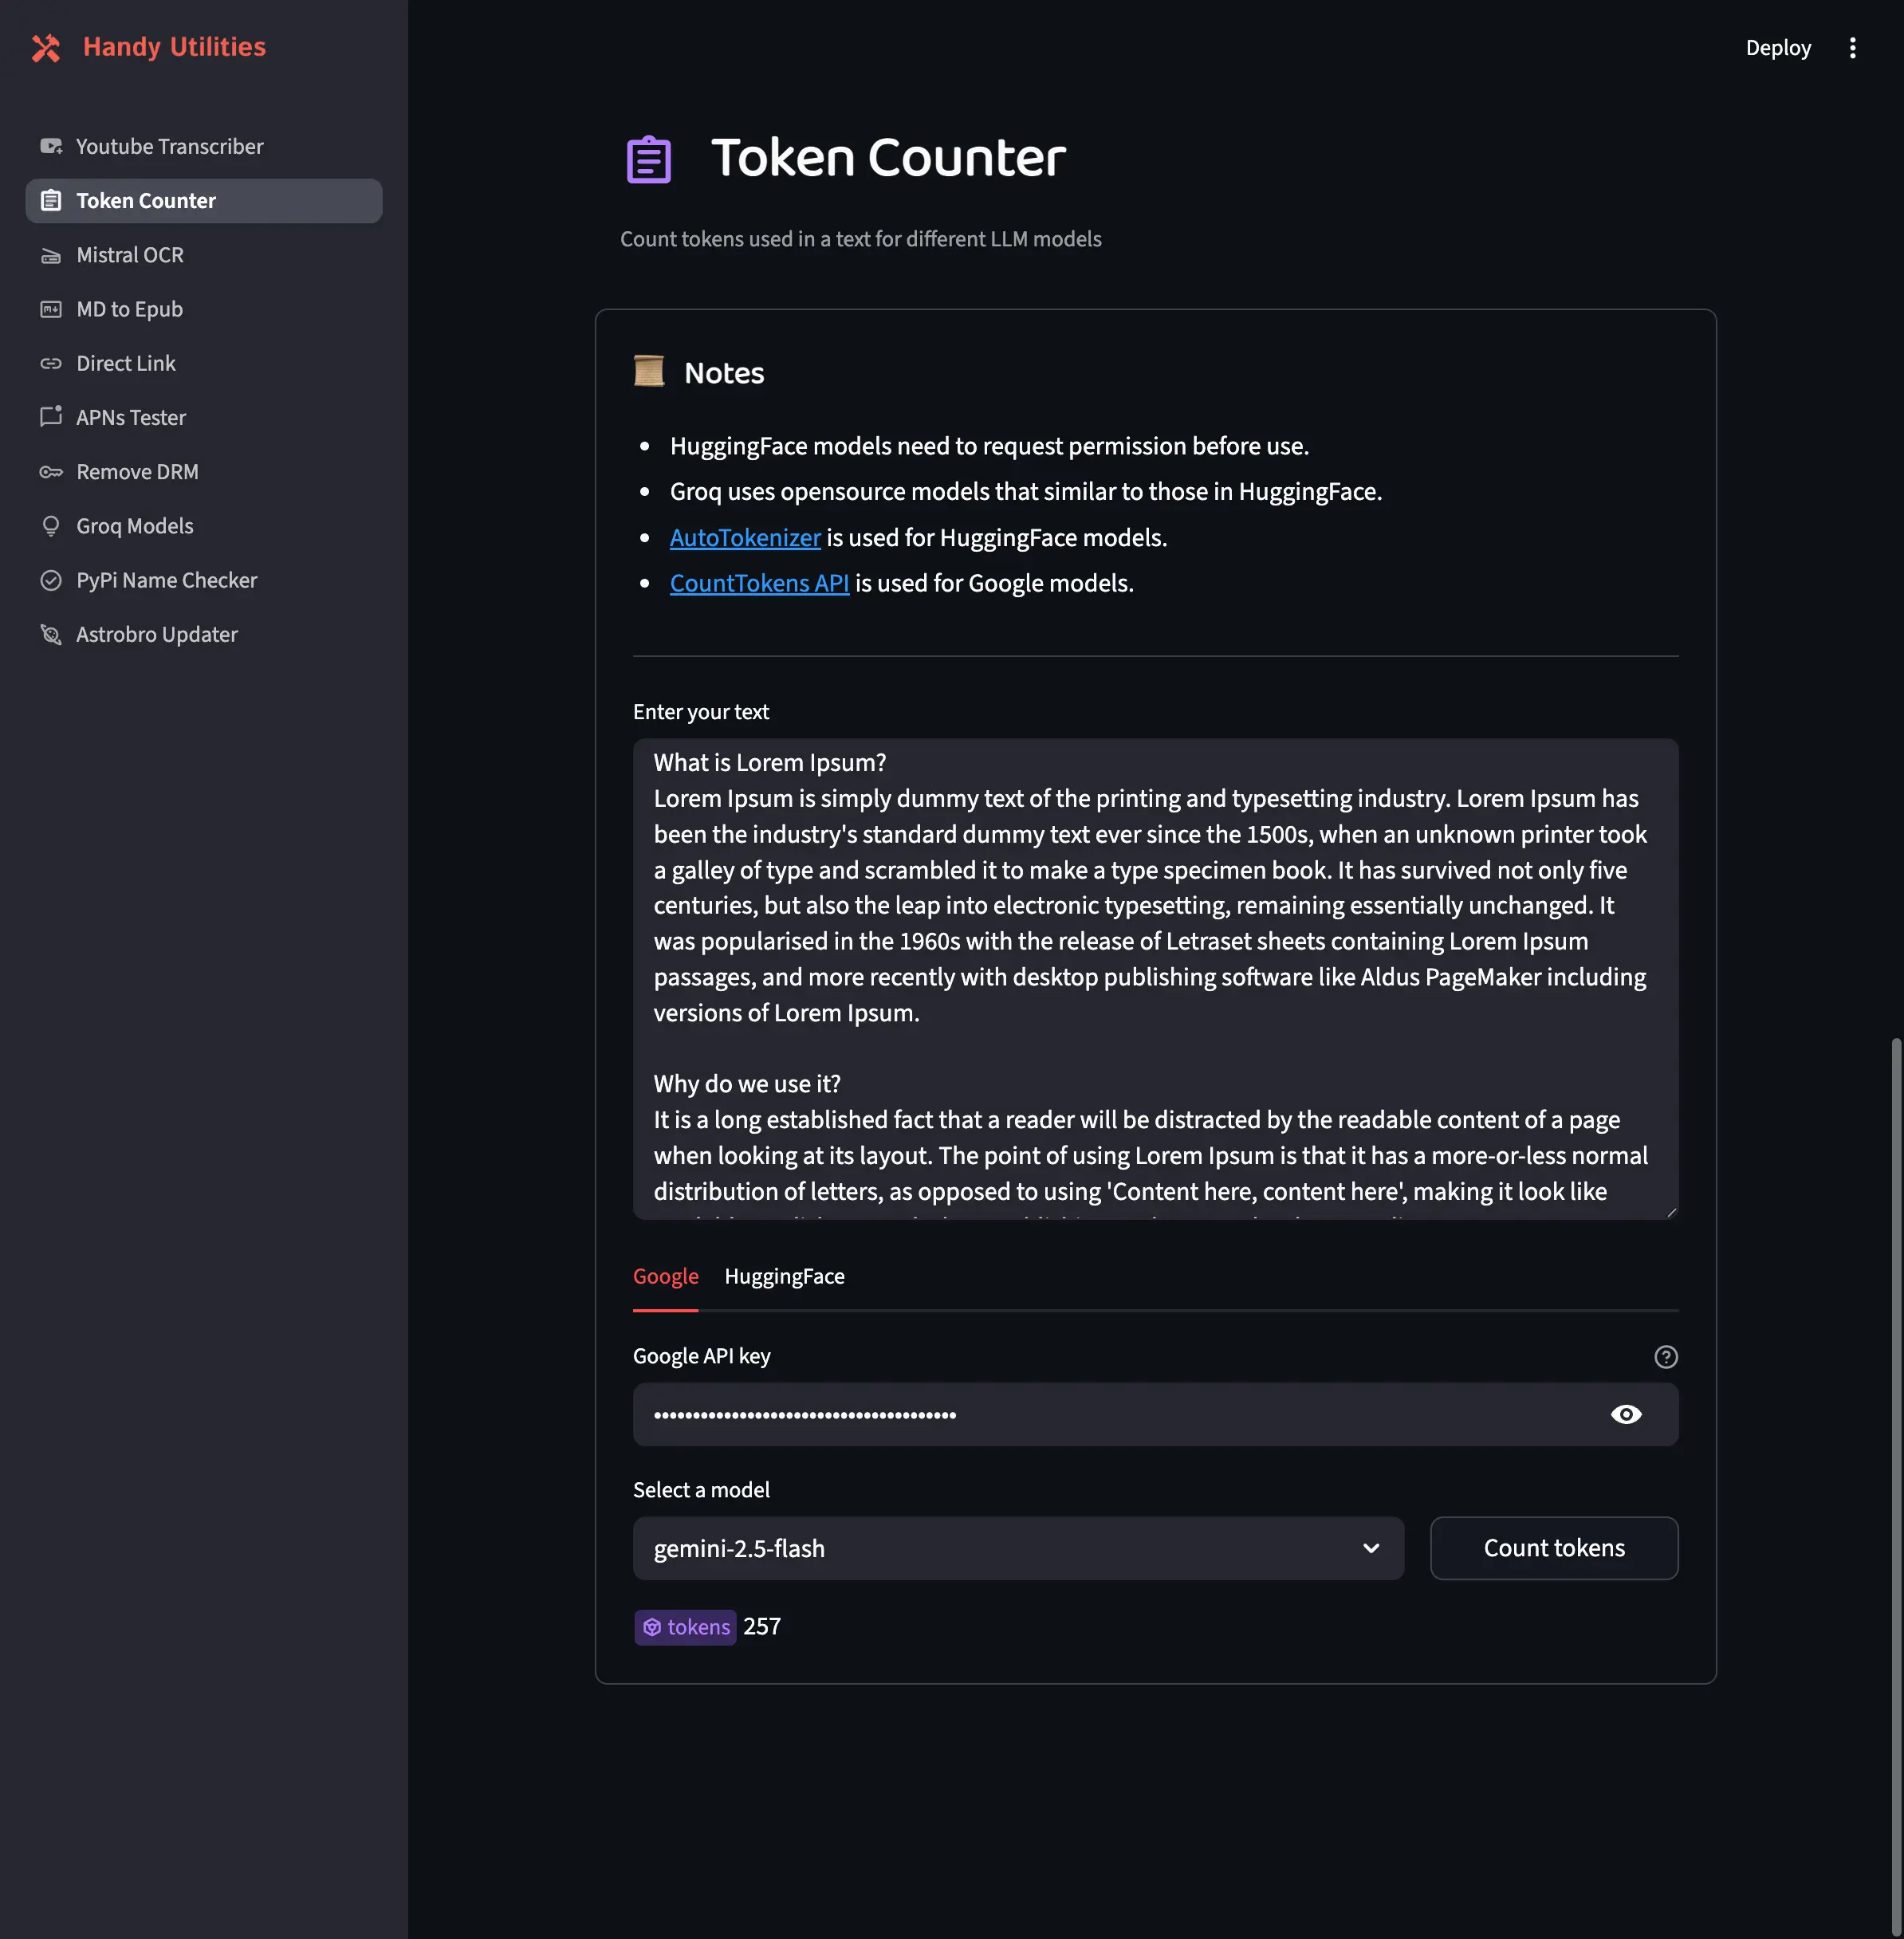 Handy Utilities
Deploy
Youtube Transcriber
Token Counter
Mistral OCR
MD to Epub
Direct Link
APNs Tester
Remove DRM
Groq Models
PyPi Name Checker
Astrobro Updater
Token Counter
Count tokens used in a text for different LLM models
Notes
HuggingFace models need to request permission before use.
Groq uses opensource models that similar to those in HuggingFace.
AutoTokenizer is used for HuggingFace models.
CountTokens API is used for Google models.
Enter your text
What is Lorem Ipsum?
Lorem Ipsum is simply dummy text of the printing and typesetting industry. Lorem Ipsum has
been the industry's standard dummy text ever since the 1500s, when an unknown printer took
a galley of type and scrambled it to make a type specimen book. It has survived not only five
centuries, but also the leap into electronic typesetting, remaining essentially unchanged. It
was popularised in the 1960s with the release of Letraset sheets containing Lorem Ipsum
passages, and more recently with desktop publishing software like Aldus PageMaker including
versions of Lorem Ipsum.
Why do we use it?
It is a long established fact that a reader will be distracted by the readable content of a page
when looking at its layout. The point of using Lorem Ipsum is that it has a more-or-less normal
distribution of letters, as opposed to using 'Content here, content here', making it look like
Google HuggingFace
Google API key
Select a model
gemini-2.5-flash
Count tokens
tokens 257